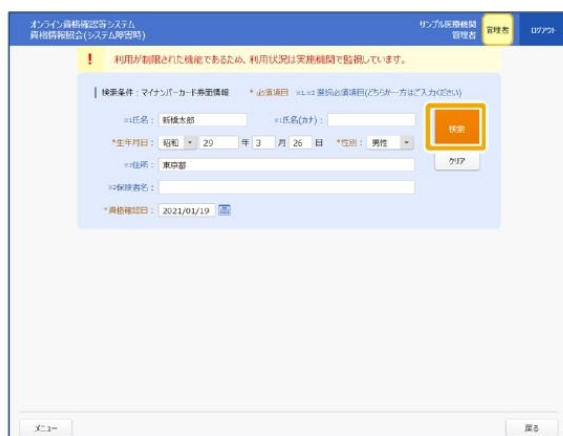 オンライン資格確認等システム
資格情報照会(システム障害時)
サンプル医療機関
管理者
管理者
ログアウト
! 利用が制限された機能であるため、利用状況は実施機関で監視しています。
検索条件:マイナンバーカード券面情報 *必須項目 ※1,※2選択必須項目(どちらか一方はご入力ください)
※1氏名: 新橋太郎 ※1氏名(カナ):
検索
*生年月日: 昭和 29 年 3 月 26 日 *性別: 男性
クリア
※2住所: 東京都
※2保険者名:
*資格確認日: 2021/01/19
メニュー 戻る